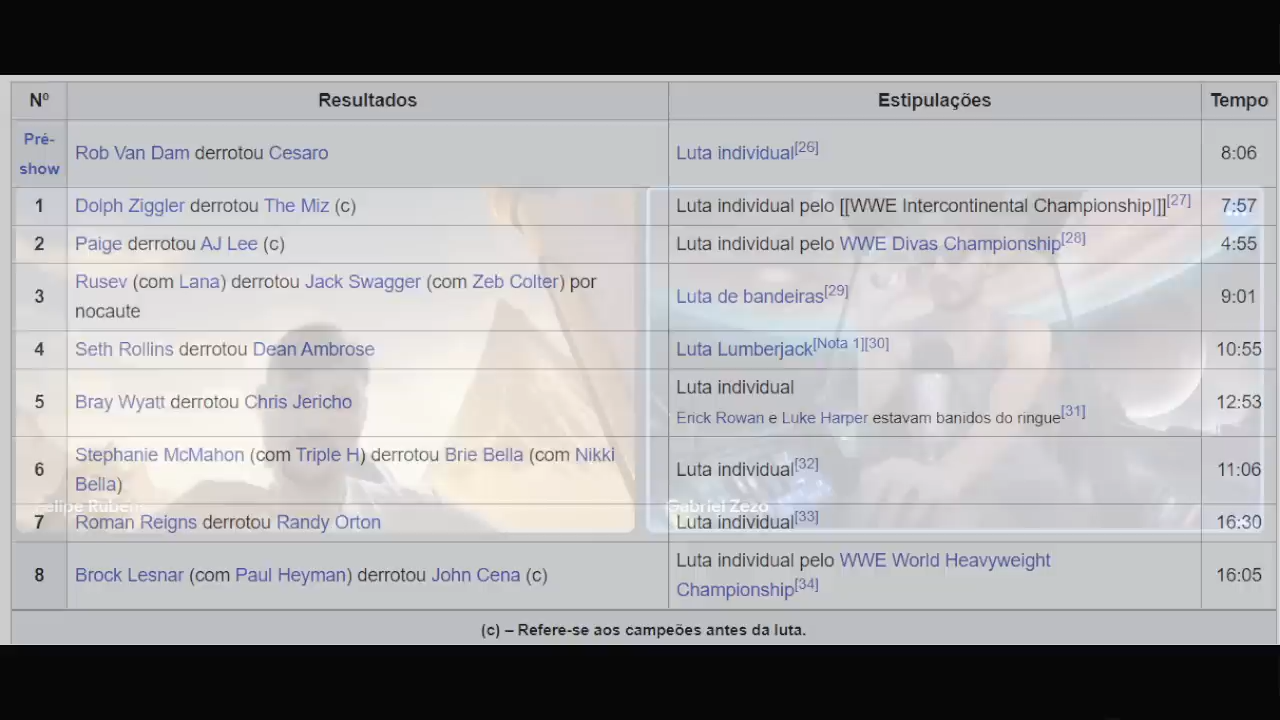 Nº Resultados Estipulações Tempo
Pré-show Rob Van Dam derrotou Cesaro Luta individual[26] 8:06
1 Dolph Ziggler derrotou The Miz (c) Luta individual pelo [[WWE Intercontinental Championship|]][27] 7:57
2 Paige derrotou AJ Lee (c) Luta individual pelo WWE Divas Championship[28] 4:55
3 Rusev (com Lana) derrotou Jack Swagger (com Zeb Colter) por
nocaute Luta de bandeiras[29] 9:01
4 Seth Rollins derrotou Dean Ambrose Luta Lumberjack[Nota 1][30] 10:55
5 Bray Wyatt derrotou Chris Jericho Luta individual
Erick Rowan e Luke Harper estavam banidos do ringue[31] 12:53
6 Stephanie McMahon (com Triple H) derrotou Brie Bella (com Nikki
Bella) Luta individual[32] 11:06
Felipe Ruben
Gabriel Zezo
7 Roman Reigns derrotou Randy Orton Luta individual[33] 16:30
8 Brock Lesnar (com Paul Heyman) derrotou John Cena (c) Luta individual pelo WWE World Heavyweight
Championship[34] 16:05
(c) – Refere-se aos campeões antes da luta.